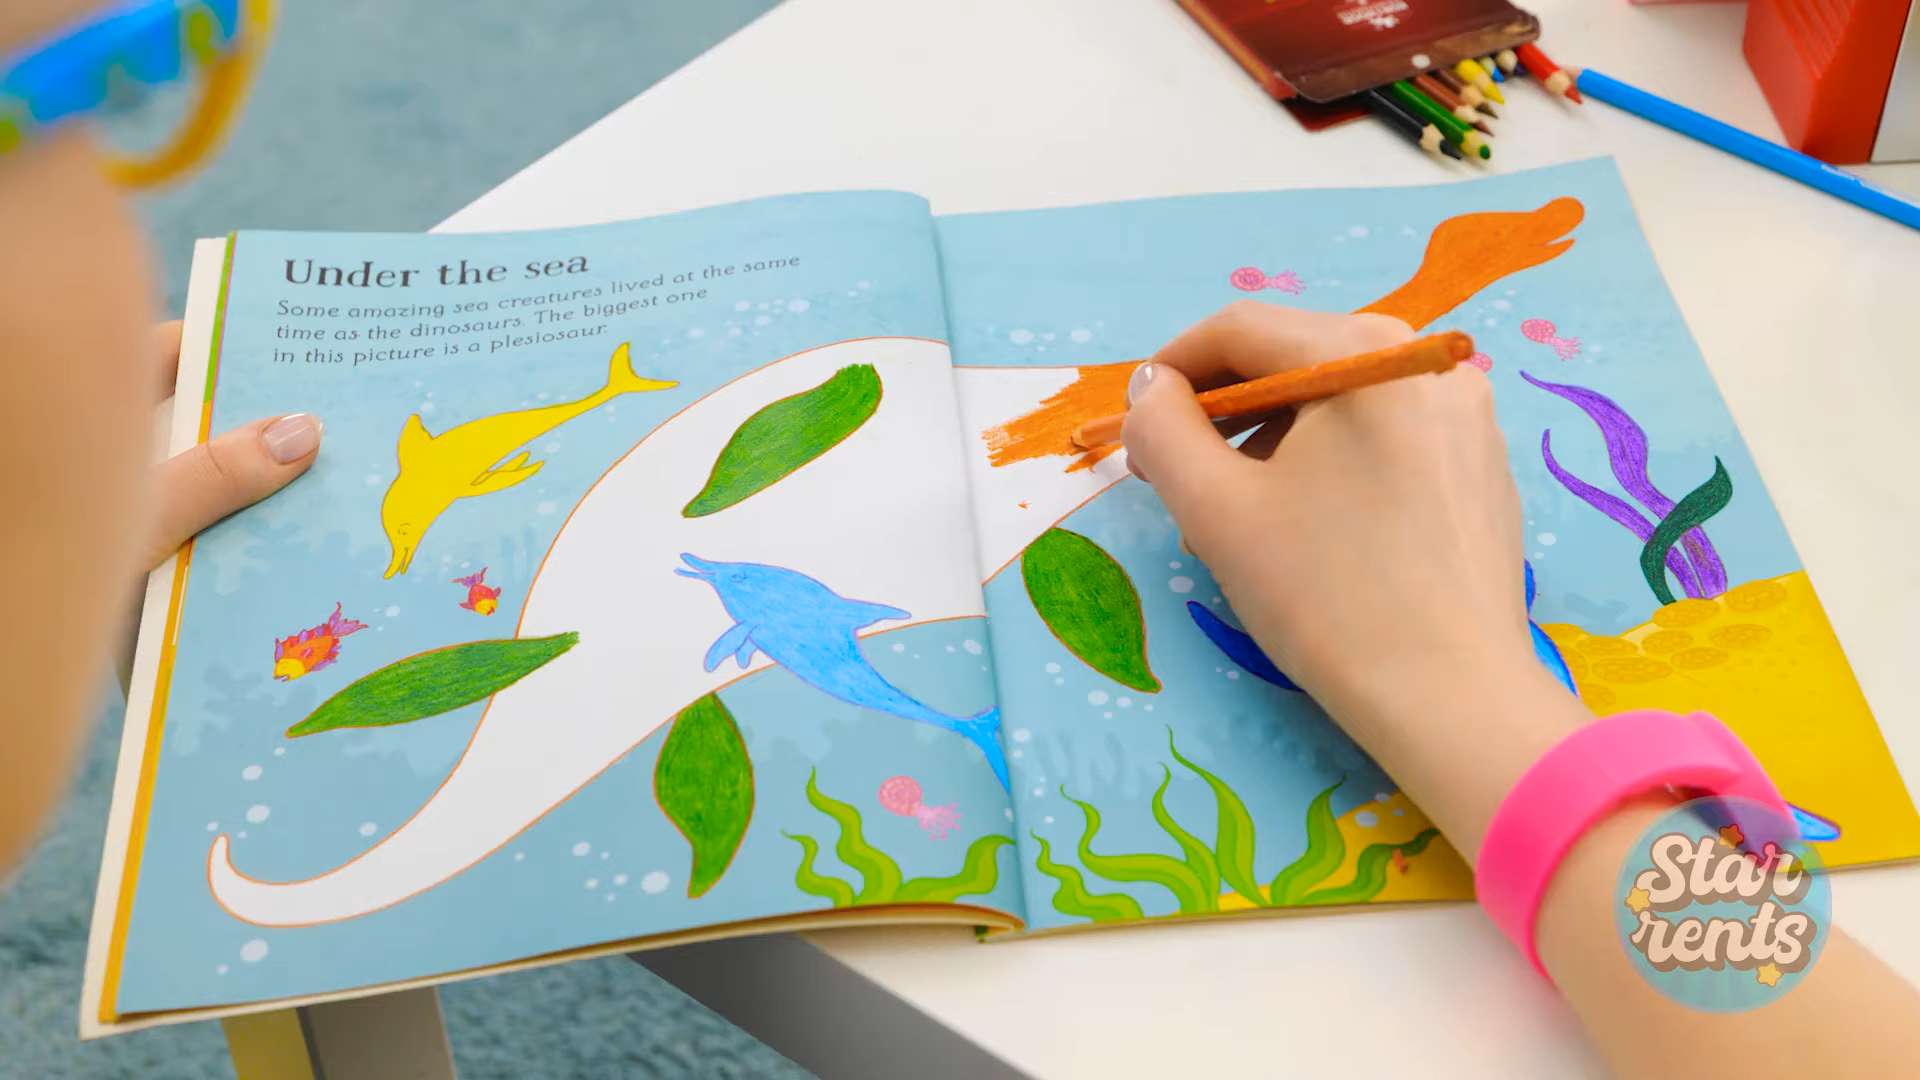 Under the sea
Some amazing sea creatures lived at the same
time as the dinosaurs. The biggest one
in this picture is a plesiosaur.
Star
rents